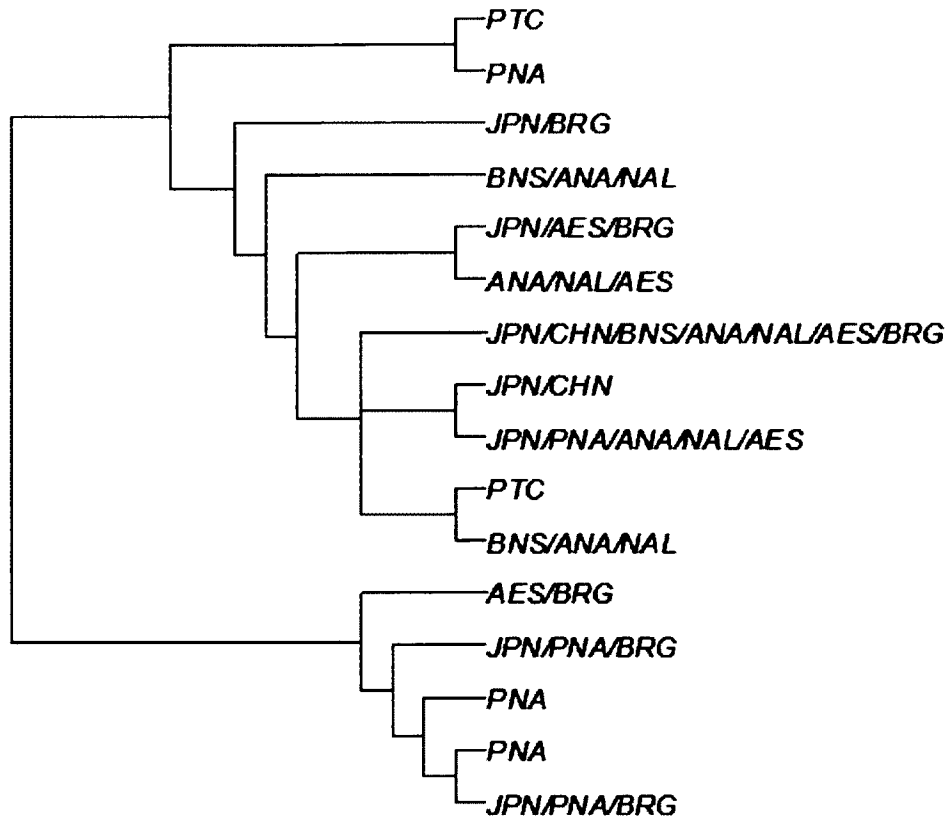 PTC
PNA
JPN/BRG
BNS/ANA/NAL
JPN/AES/BRG
ANA/NAL/AES
JPN/CHN/BNS/ANA/NAL/AES/BRG
JPN/CHN
JPN/PNA/ANA/NAL/AES
PTC
BNS/ANA/NAL
AES/BRG
JPN/PNA/BRG
PNA
PNA
JPN/PNA/BRG